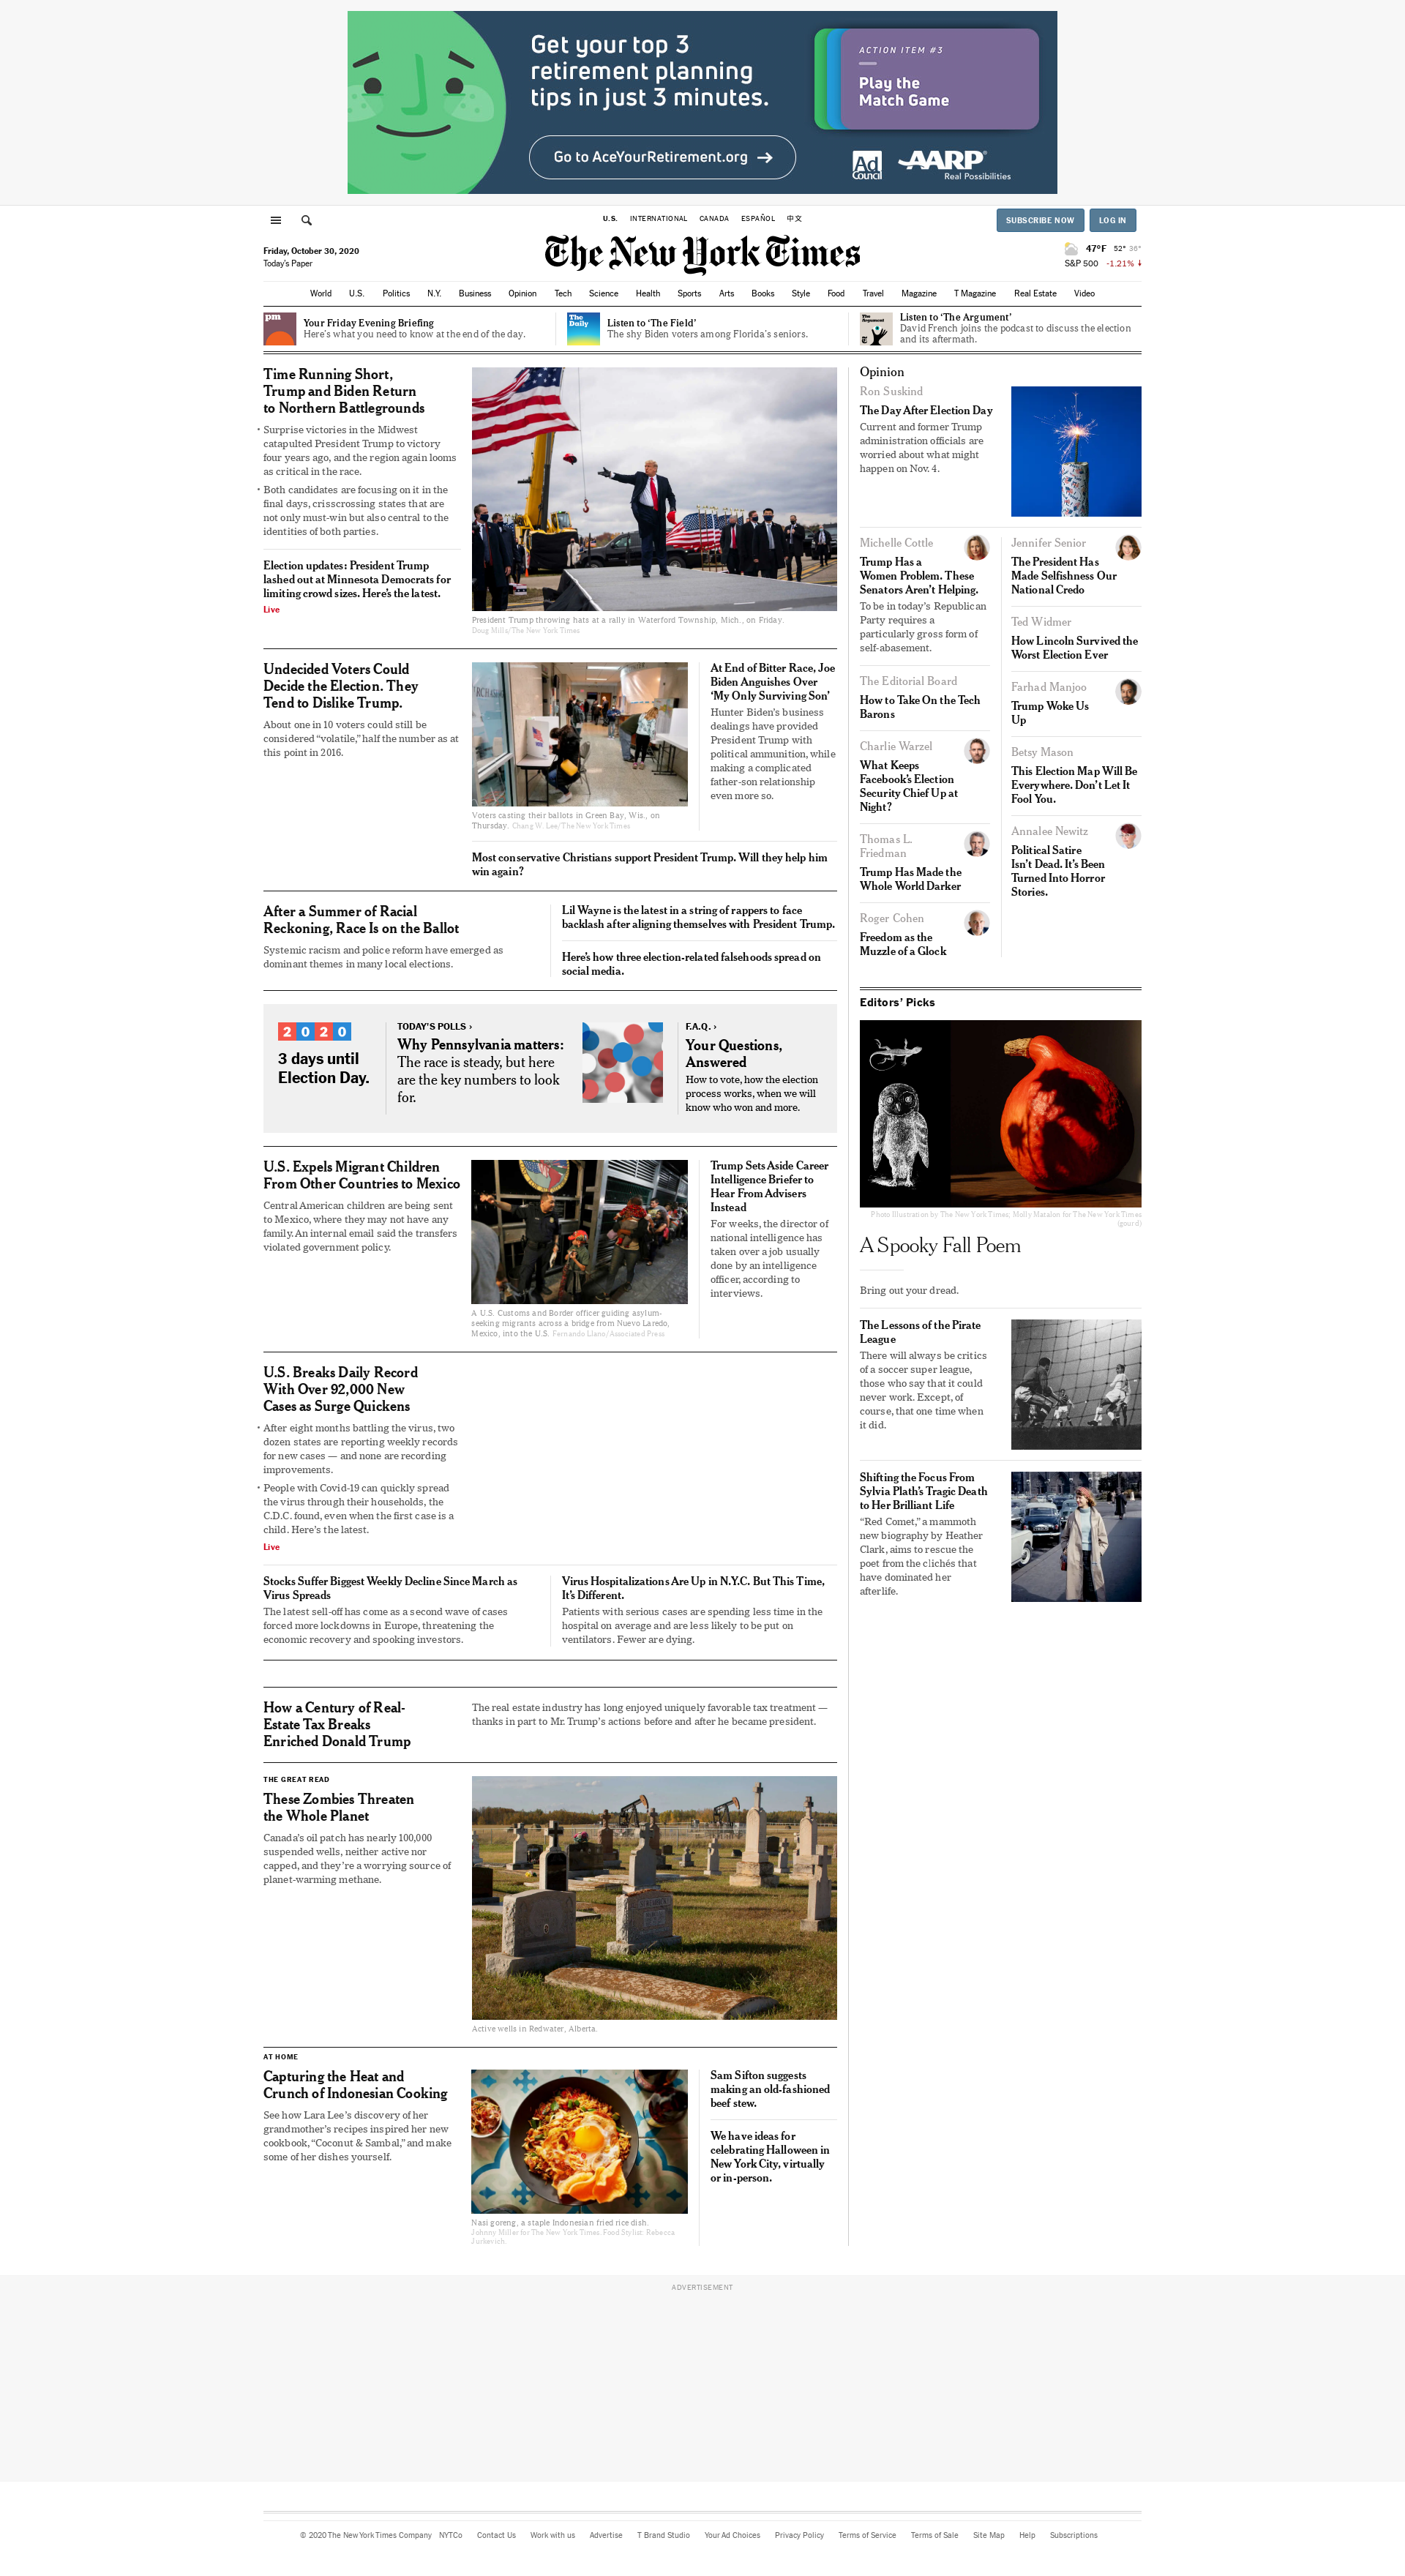 Get your top 3
retirement planning
tips in just 3 minutes.
Go to AceYourRetirement.org →
ACTION ITEM #3
Play the
Match Game
Ad
Council
AARP
Real Possibilities
U.S. INTERNATIONAL CANADA ESPAÑOL 中文
SUBSCRIBE NOW LOG IN
Friday, October 30, 2020
Today's Paper
The New York Times
47°F 52° 36°
S&P 500 -1.21% ↓
World U.S. Politics N.Y. Business Opinion Tech Science Health Sports Arts Books Style Food Travel Magazine T Magazine Real Estate Video
pm
Your Friday Evening Briefing
Here's what you need to know at the end of the day.
The
Daily
Listen to ‘The Field’
The shy Biden voters among Florida's seniors.
The
Argument
Listen to ‘The Argument’
David French joins the podcast to discuss the election
and its aftermath.
Time Running Short,
Trump and Biden Return
to Northern Battlegrounds
• Surprise victories in the Midwest
catapulted President Trump to victory
four years ago, and the region again looms
as critical in the race.
• Both candidates are focusing on it in the
final days, crisscrossing states that are
not only must-win but also central to the
identities of both parties.
Election updates: President Trump
lashed out at Minnesota Democrats for
limiting crowd sizes. Here's the latest.
Live
President Trump throwing hats at a rally in Waterford Township, Mich., on Friday.
Doug Mills/The New York Times
Undecided Voters Could
Decide the Election. They
Tend to Dislike Trump.
About one in 10 voters could still be
considered “volatile,” half the number as at
this point in 2016.
Voters casting their ballots in Green Bay, Wis., on
Thursday. Chang W. Lee/The New York Times
At End of Bitter Race, Joe
Biden Anguishes Over
‘My Only Surviving Son’
Hunter Biden's business
dealings have provided
President Trump with
political ammunition, while
making a complicated
father-son relationship
even more so.
Most conservative Christians support President Trump. Will they help him
win again?
After a Summer of Racial
Reckoning, Race Is on the Ballot
Systemic racism and police reform have emerged as
dominant themes in many local elections.
Lil Wayne is the latest in a string of rappers to face
backlash after aligning themselves with President Trump.
Here's how three election-related falsehoods spread on
social media.
2020
3 days until
Election Day.
TODAY'S POLLS ›
Why Pennsylvania matters:
The race is steady, but here
are the key numbers to look
for.
F.A.Q. ›
Your Questions,
Answered
How to vote, how the election
process works, when we will
know who won and more.
U.S. Expels Migrant Children
From Other Countries to Mexico
Central American children are being sent
to Mexico, where they may not have any
family. An internal email said the transfers
violated government policy.
A U.S. Customs and Border officer guiding asylum-
seeking migrants across a bridge from Nuevo Laredo,
Mexico, into the U.S. Fernando Llano/Associated Press
Trump Sets Aside Career
Intelligence Briefer to
Hear From Advisers
Instead
For weeks, the director of
national intelligence has
taken over a job usually
done by an intelligence
officer, according to
interviews.
U.S. Breaks Daily Record
With Over 92,000 New
Cases as Surge Quickens
• After eight months battling the virus, two
dozen states are reporting weekly records
for new cases — and none are recording
improvements.
• People with Covid-19 can quickly spread
the virus through their households, the
C.D.C. found, even when the first case is a
child. Here's the latest.
Live
Stocks Suffer Biggest Weekly Decline Since March as
Virus Spreads
The latest sell-off has come as a second wave of cases
forced more lockdowns in Europe, threatening the
economic recovery and spooking investors.
Virus Hospitalizations Are Up in N.Y.C. But This Time,
It's Different.
Patients with serious cases are spending less time in the
hospital on average and are less likely to be put on
ventilators. Fewer are dying.
How a Century of Real-
Estate Tax Breaks
Enriched Donald Trump
The real estate industry has long enjoyed uniquely favorable tax treatment —
thanks in part to Mr. Trump's actions before and after he became president.
THE GREAT READ
These Zombies Threaten
the Whole Planet
Canada's oil patch has nearly 100,000
suspended wells, neither active nor
capped, and they're a worrying source of
planet-warming methane.
Active wells in Redwater, Alberta.
AT HOME
Capturing the Heat and
Crunch of Indonesian Cooking
See how Lara Lee's discovery of her
grandmother's recipes inspired her new
cookbook, “Coconut & Sambal,” and make
some of her dishes yourself.
Nasi goreng, a staple Indonesian fried rice dish.
Johnny Miller for The New York Times. Food Stylist: Rebecca
Jurkevich.
Sam Sifton suggests
making an old-fashioned
beef stew.
We have ideas for
celebrating Halloween in
New York City, virtually
or in-person.
Opinion
Ron Suskind
The Day After Election Day
Current and former Trump
administration officials are
worried about what might
happen on Nov. 4.
Michelle Cottle
Trump Has a
Women Problem. These
Senators Aren't Helping.
To be in today's Republican
Party requires a
particularly gross form of
self-abasement.
The Editorial Board
How to Take On the Tech
Barons
Charlie Warzel
What Keeps
Facebook's Election
Security Chief Up at
Night?
Thomas L.
Friedman
Trump Has Made the
Whole World Darker
Roger Cohen
Freedom as the
Muzzle of a Glock
Jennifer Senior
The President Has
Made Selfishness Our
National Credo
Ted Widmer
How Lincoln Survived the
Worst Election Ever
Farhad Manjoo
Trump Woke Us
Up
Betsy Mason
This Election Map Will Be
Everywhere. Don't Let It
Fool You.
Annalee Newitz
Political Satire
Isn't Dead. It's Been
Turned Into Horror
Stories.
Editors' Picks
Photo Illustration by The New York Times; Molly Matalon for The New York Times
(gourd)
A Spooky Fall Poem
Bring out your dread.
The Lessons of the Pirate
League
There will always be critics
of a soccer super league,
those who say that it could
never work. Except, of
course, that one time when
it did.
Shifting the Focus From
Sylvia Plath's Tragic Death
to Her Brilliant Life
“Red Comet,” a mammoth
new biography by Heather
Clark, aims to rescue the
poet from the clichés that
have dominated her
afterlife.
ADVERTISEMENT
© 2020 The New York Times Company NYTCo Contact Us Work with us Advertise T Brand Studio Your Ad Choices Privacy Policy Terms of Service Terms of Sale Site Map Help Subscriptions